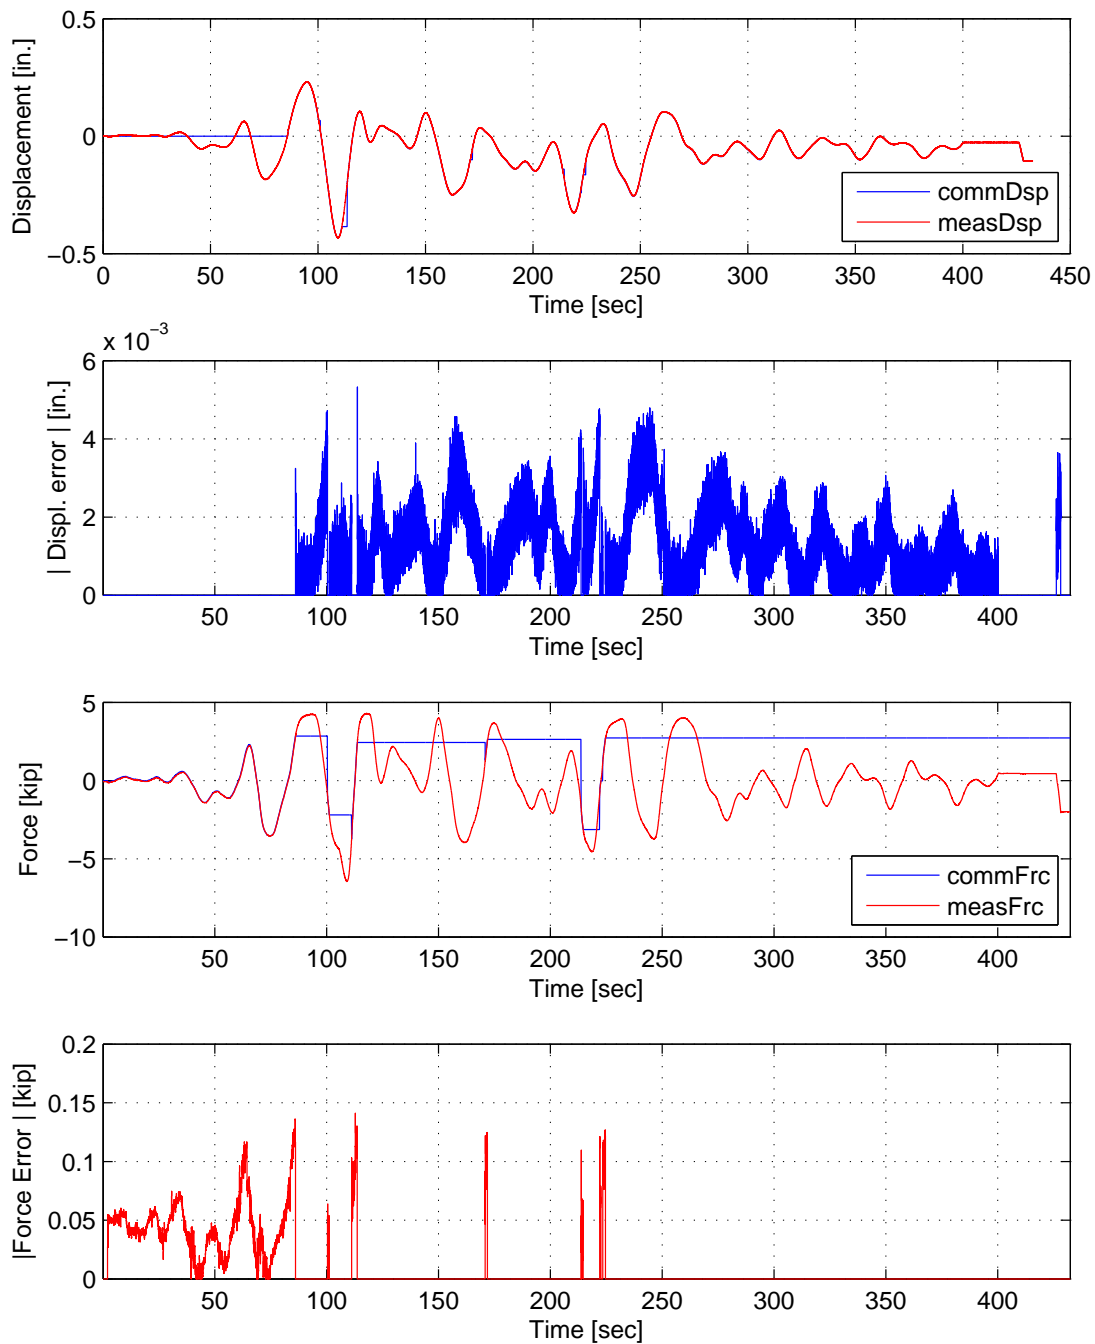 0.5
0
−0.5
Displacement [in.]
commDsp
measDsp
0 50 100 150 200 250 300 350 400 450
Time [sec]
x 10−3
6
4
2
0
| Displ. error | [in.]
50 100 150 200 250 300 350 400
Time [sec]
5
0
−5
−10
Force [kip]
commFrc
measFrc
50 100 150 200 250 300 350 400
Time [sec]
0.2
0.15
0.1
0.05
0
|Force Error | [kip]
50 100 150 200 250 300 350 400
Time [sec]